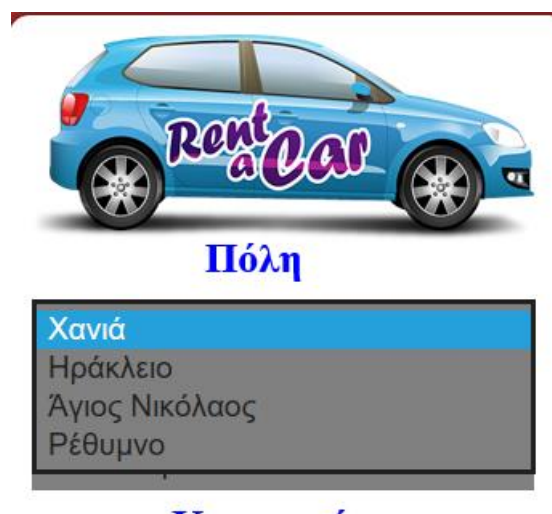 Rent
a Car
Πόλη
Χανιά
Ηράκλειο
Άγιος Νικόλαος
Ρέθυμνο